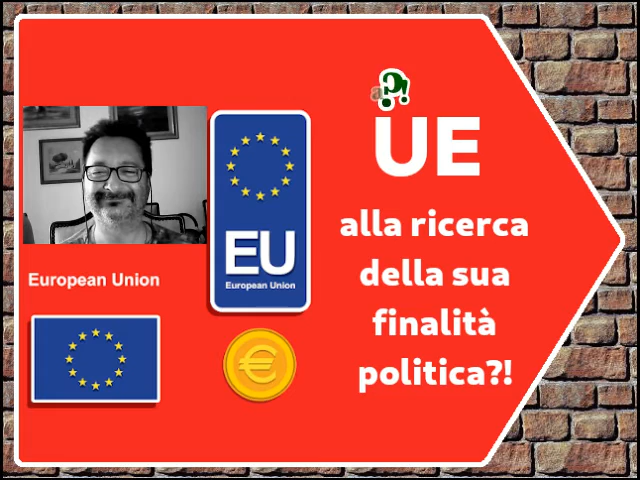 UE
alla ricerca
della sua
finalità
politica?!
EU
European Union
European Union
€